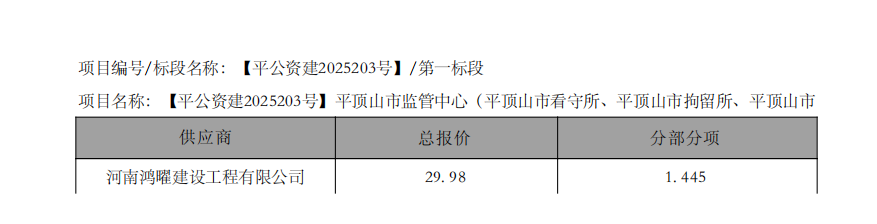 项目编号/标段名称：【平公资建2025203号】/第一标段
项目名称：【平公资建2025203号】平顶山市监管中心（平顶山市看守所、平顶山市拘留所、平顶山市
供应商 总报价 分部分项
河南鸿曜建设工程有限公司 29.98 1.445